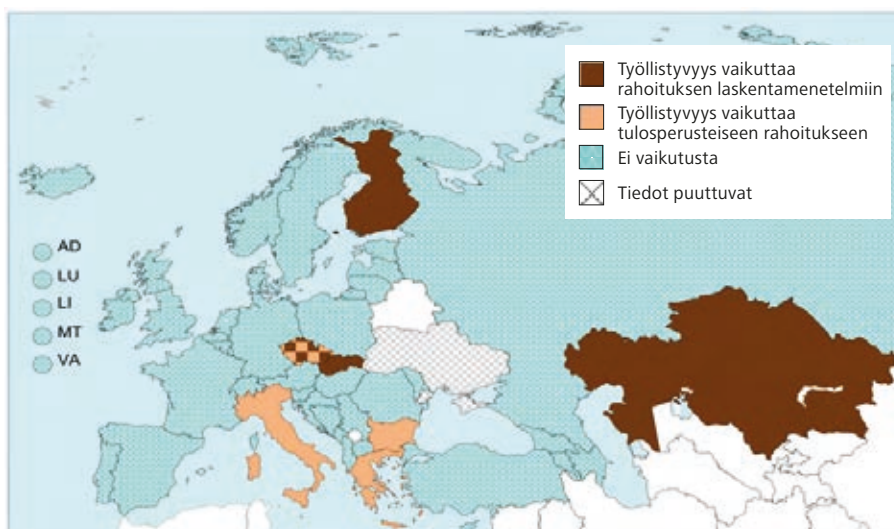 Työllistyvyys vaikuttaa
rahoituksen laskentamenetelmiin
Työllistyvyys vaikuttaa
tulosperusteiseen rahoitukseen
Ei vaikutusta
Tiedot puuttuvat
AD
LU
LI
MT
VA